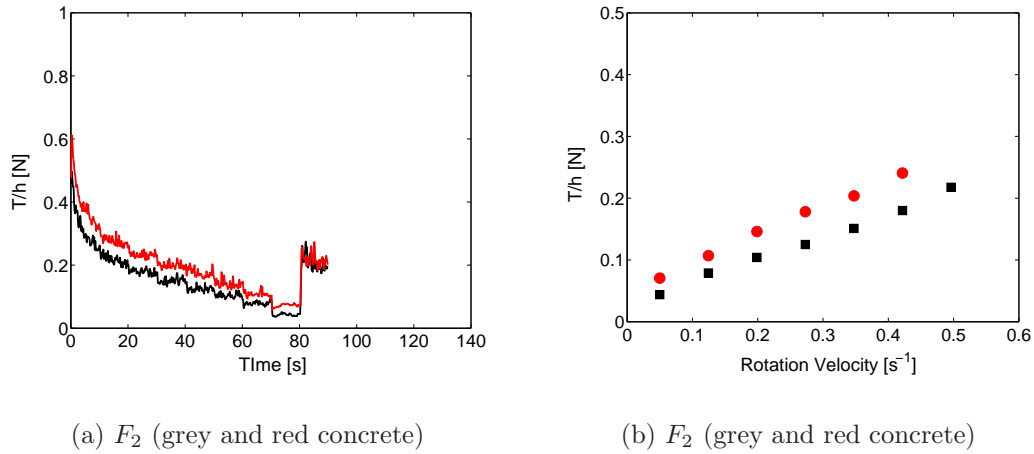 1
0.8
0.6
0.4
0.2
0
0 20 40 60 80 100 120 140
T/h [N]
TIme [s]
(a) F₂ (grey and red concrete)
0.5
0.4
0.3
0.2
0.1
0
0 0.1 0.2 0.3 0.4 0.5 0.6
T/h [N]
Rotation Velocity [s⁻¹]
(b) F₂ (grey and red concrete)